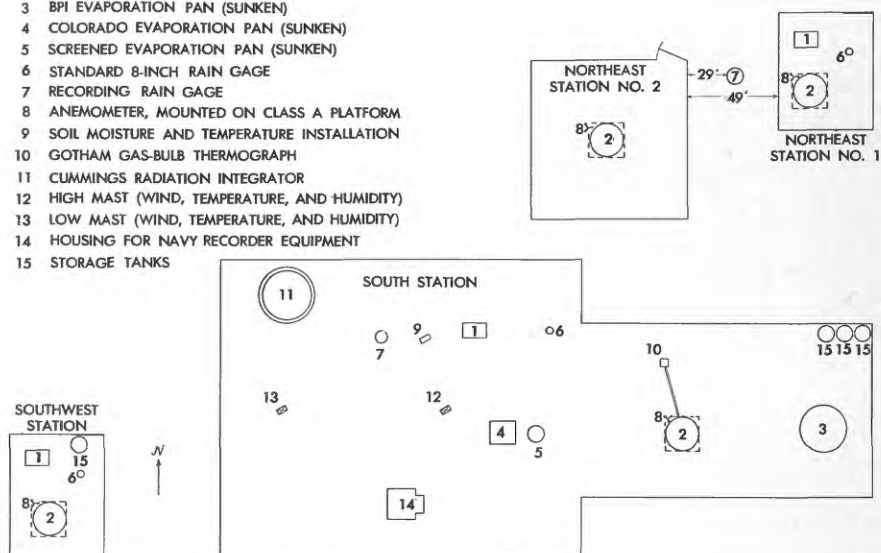 3 BPI EVAPORATION PAN (SUNKEN)
4 COLORADO EVAPORATION PAN (SUNKEN)
5 SCREENED EVAPORATION PAN (SUNKEN)
6 STANDARD 8-INCH RAIN GAGE
7 RECORDING RAIN GAGE
8 ANEMOMETER, MOUNTED ON CLASS A PLATFORM
9 SOIL MOISTURE AND TEMPERATURE INSTALLATION
10 GOTHAM GAS-BULB THERMOGRAPH
11 CUMMINGS RADIATION INTEGRATOR
12 HIGH MAST (WIND, TEMPERATURE, AND HUMIDITY)
13 LOW MAST (WIND, TEMPERATURE, AND HUMIDITY)
14 HOUSING FOR NAVY RECORDER EQUIPMENT
15 STORAGE TANKS
NORTHEAST
STATION NO. 2
8
2
29' 7
49'
1
6
8
2
NORTHEAST
STATION NO. 1
SOUTH STATION
11
7
9
1
6
13
12
4
5
14
10
8
2
15 15 15
3
SOUTHWEST
STATION
1
15
6
8
2
N